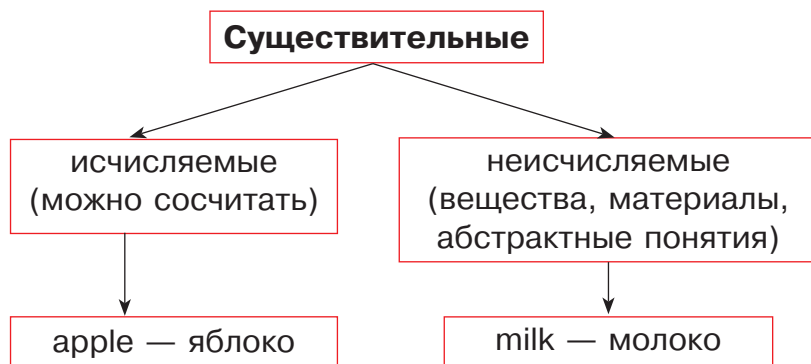 Существительные
исчисляемые
(можно сосчитать)
неисчисляемые
(вещества, материалы,
абстрактные понятия)
apple — яблоко
milk — молоко